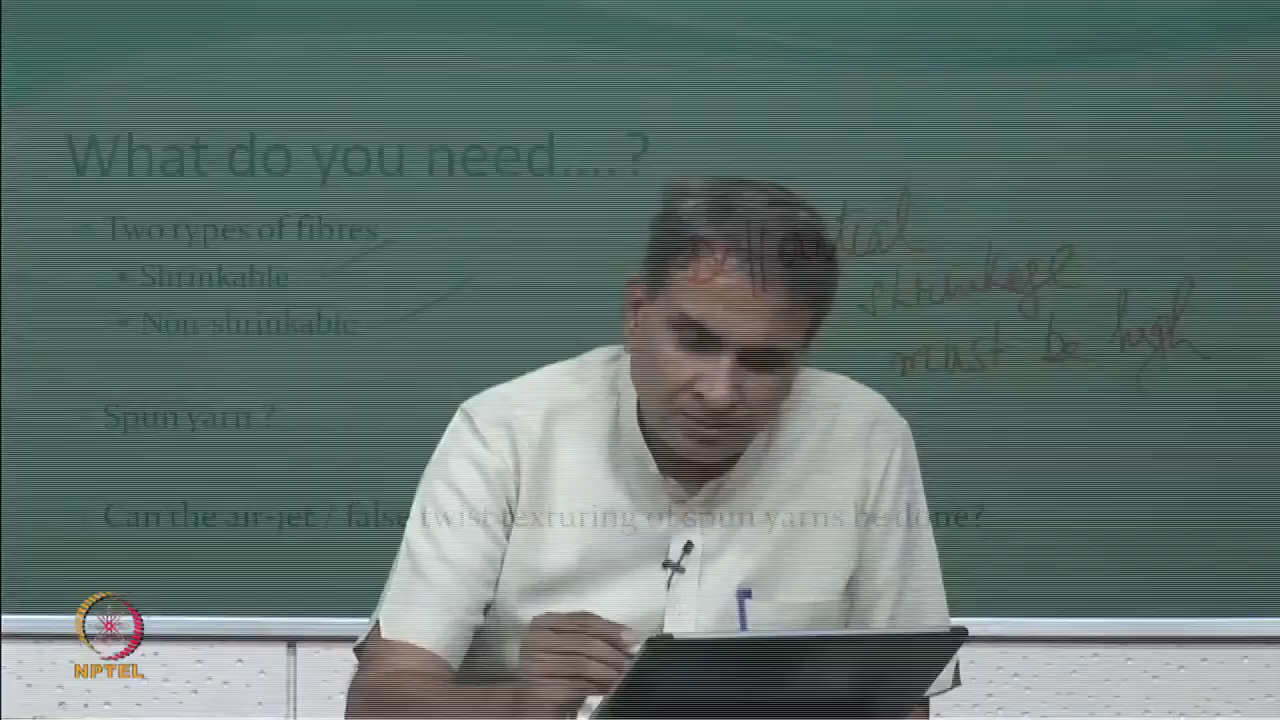 What do you need....?
Two types of fibres
• Shrinkable
• Non-shrinkable
Differential
shrinkage
must be high
Spun yarn ?
Can the air-jet / false twist texturing of spun yarns be done?
NPTEL